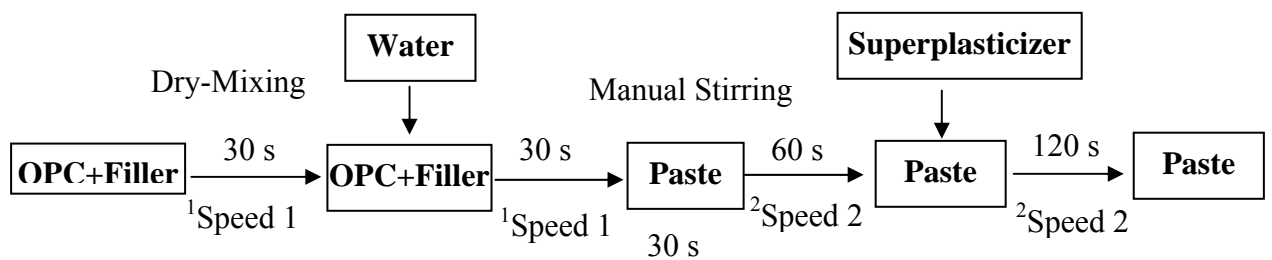 Water
Superplasticizer
Dry-Mixing
Manual Stirring
OPC+Filler
30 s
¹Speed 1
OPC+Filler
30 s
¹Speed 1
Paste
30 s
60 s
²Speed 2
Paste
120 s
²Speed 2
Paste